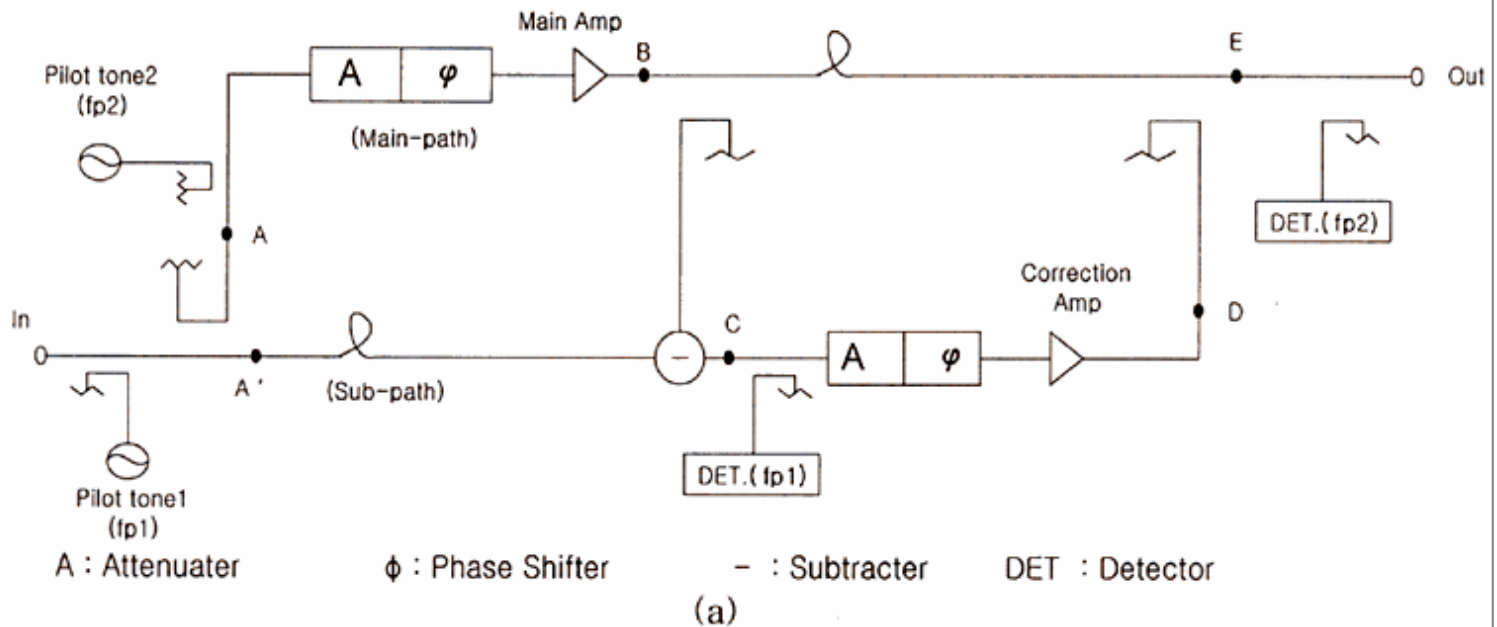 Main Amp
B
E
Pilot tone2
(fp2)
A φ
Out
(Main-path)
A
DET.(fp2)
Correction
Amp
In
C
D
A'
(Sub-path)
-
A φ
DET.(fp1)
Pilot tone1
(fp1)
A : Attenuater ϕ : Phase Shifter - : Subtracter DET : Detector
(a)